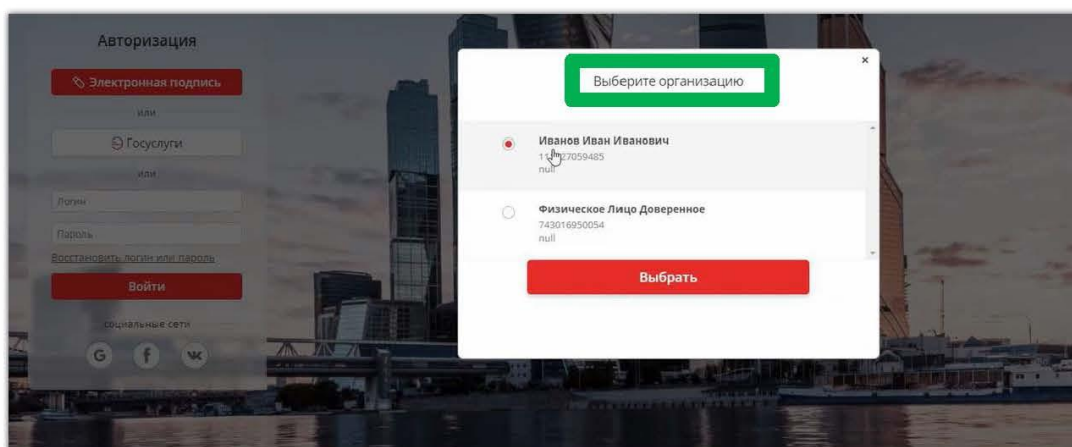 Авторизация
Электронная подпись
или
Госуслуги
или
Логин
Пароль
Восстановить логин или пароль
Войти
социальные сети
G f
Выберите организацию
×
Иванов Иван Иванович
null
Физическое Лицо Доверенное
743016950054
null
Выбрать